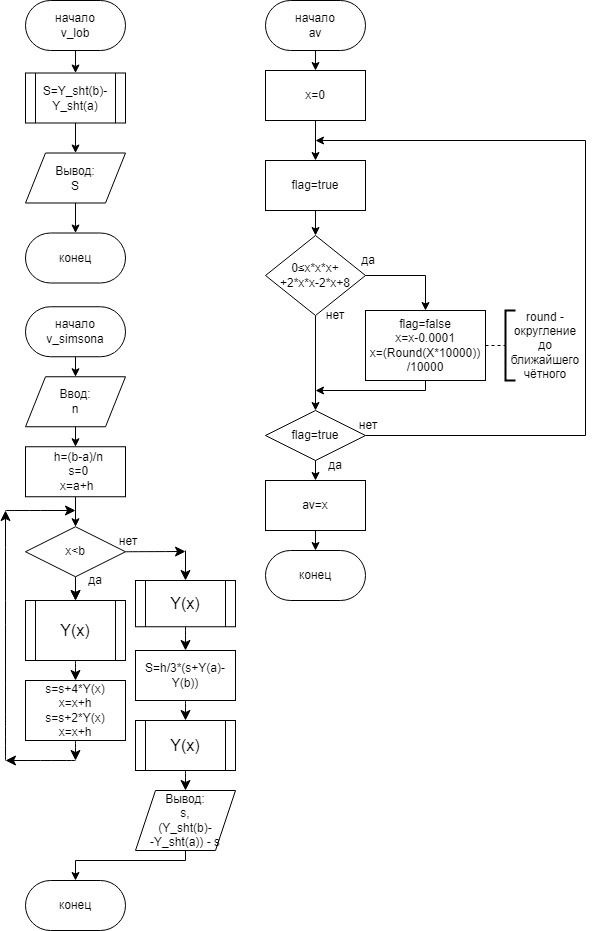 начало
v_lob
S=Y_sht(b)-
Y_sht(a)
Вывод:
S
конец
начало
v_simsona
Ввод:
n
h=(b-a)/n
s=0
x=a+h
x<b
нет
да
Y(x)
s=s+4*Y(x)
x=x+h
s=s+2*Y(x)
x=x+h
Y(x)
S=h/3*(s+Y(a)-
Y(b))
Y(x)
Вывод:
s,
(Y_sht(b)-
-Y_sht(a)) - s
конец
начало
av
x=0
flag=true
0≤x*x*x+
+2*x*x-2*x+8
да
нет
flag=false
x=x-0.0001
x=(Round(X*10000))
/10000
round -
округление
до
ближайшего
чётного
flag=true
нет
да
av=x
конец